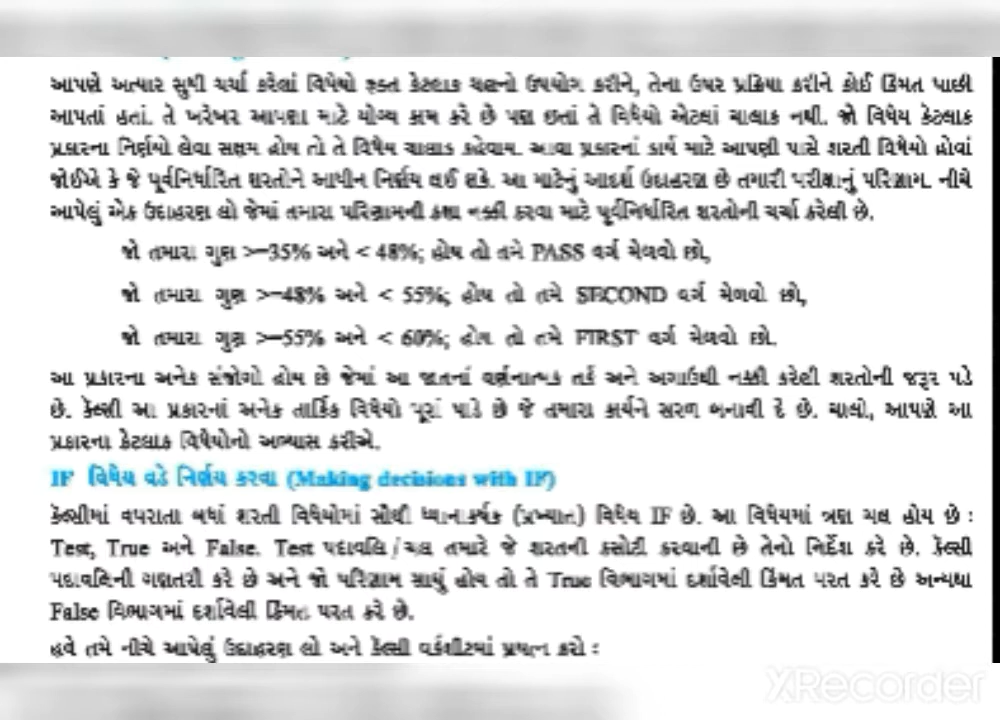 આપણે અત્યાર સુધી ચર્ચા કરેલાં વિધેયો ફક્ત કેટલાક ચલનો ઉપયોગ કરીને, તેના ઉપર પ્રક્રિયા કરીને કોઈ કિંમત પાછી
આપતાં હતાં. તે ખરેખર આપણા માટે યોગ્ય કામ કરે છે પણ છતાં તે વિધેયો એટલાં ચાલાક નથી. જો વિધેય કેટલાક
પ્રકારના નિર્ણયો લેવા સક્ષમ હોય તો તે વિધેય ચાલાક કહેવાય. આવા પ્રકારનાં કાર્ય માટે આપણી પાસે શરતી વિધેયો હોવાં
જોઈએ કે જે પૂર્વનિર્ધારિત શરતોને આધીન નિર્ણય લઈ શકે. આ માટેનું આદર્શ ઉદાહરણ છે તમારી પરીક્ષાનું પરિણામ. નીચે
આપેલું એક ઉદાહરણ લો જેમાં તમારા પરિણામની કક્ષા નક્કી કરવા માટે પૂર્વનિર્ધારિત શરતોની ચર્ચા કરેલી છે.
જો તમારા ગુણ >=35% અને < 48%; હોય તો તમે PASS વર્ગ મેળવો છો,
જો તમારા ગુણ >=48% અને < 55%; હોય તો તમે SECOND વર્ગ મેળવો છો,
જો તમારા ગુણ >=55% અને < 60%; હોય તો તમે FIRST વર્ગ મેળવો છો.
આ પ્રકારના અનેક સંજોગો હોય છે જેમાં આ જાતનાં વર્ણનાત્મક તર્ક અને અગાઉથી નક્કી કરેલી શરતોની જરૂર પડે
છે. કેલ્સી આ પ્રકારનાં અનેક તાર્કિક વિધેયો પૂરાં પાડે છે જે તમારા કાર્યને સરળ બનાવી દે છે. ચાલો, આપણે આ
પ્રકારના કેટલાક વિધેયોનો અભ્યાસ કરીએ.
IF વિધેય વડે નિર્ણય કરવા (Making decisions with IF)
કેલ્સીમાં વપરાતા બધાં શરતી વિધેયોમાં સૌથી ધ્યાનાકર્ષક (પ્રખ્યાત) વિધેય IF છે. આ વિધેયમાં ત્રણ ચલ હોય છે :
Test, True અને False. Test પદાવલિ / ચલ તમારે જે શરતની કસોટી કરવાની છે તેનો નિર્દેશ કરે છે. કેલ્સી
પદાવલિની ગણતરી કરે છે અને જો પરિણામ સાચું હોય તો તે True વિભાગમાં દર્શાવેલી કિંમત પરત કરે છે અન્યથા
False વિભાગમાં દર્શાવેલી કિંમત પરત કરે છે.
હવે તમે નીચે આપેલું ઉદાહરણ લો અને કેલ્સી વર્કશીટમાં પ્રયત્ન કરો :
XRecorder